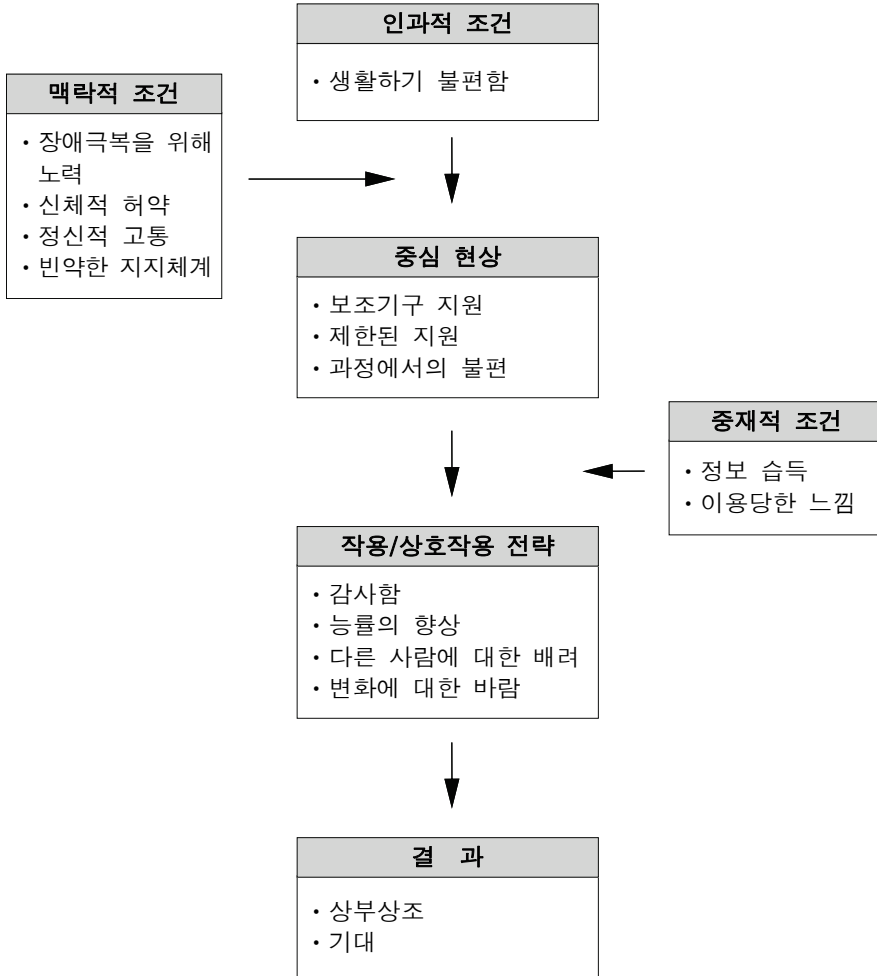 인과적 조건
· 생활하기 불편함
맥락적 조건
· 장애극복을 위해
노력
· 신체적 허약
· 정신적 고통
· 빈약한 지지체계
중심 현상
· 보조기구 지원
· 제한된 지원
· 과정에서의 불편
중재적 조건
· 정보 습득
· 이용당한 느낌
작용/상호작용 전략
· 감사함
· 능률의 향상
· 다른 사람에 대한 배려
· 변화에 대한 바람
결 과
· 상부상조
· 기대